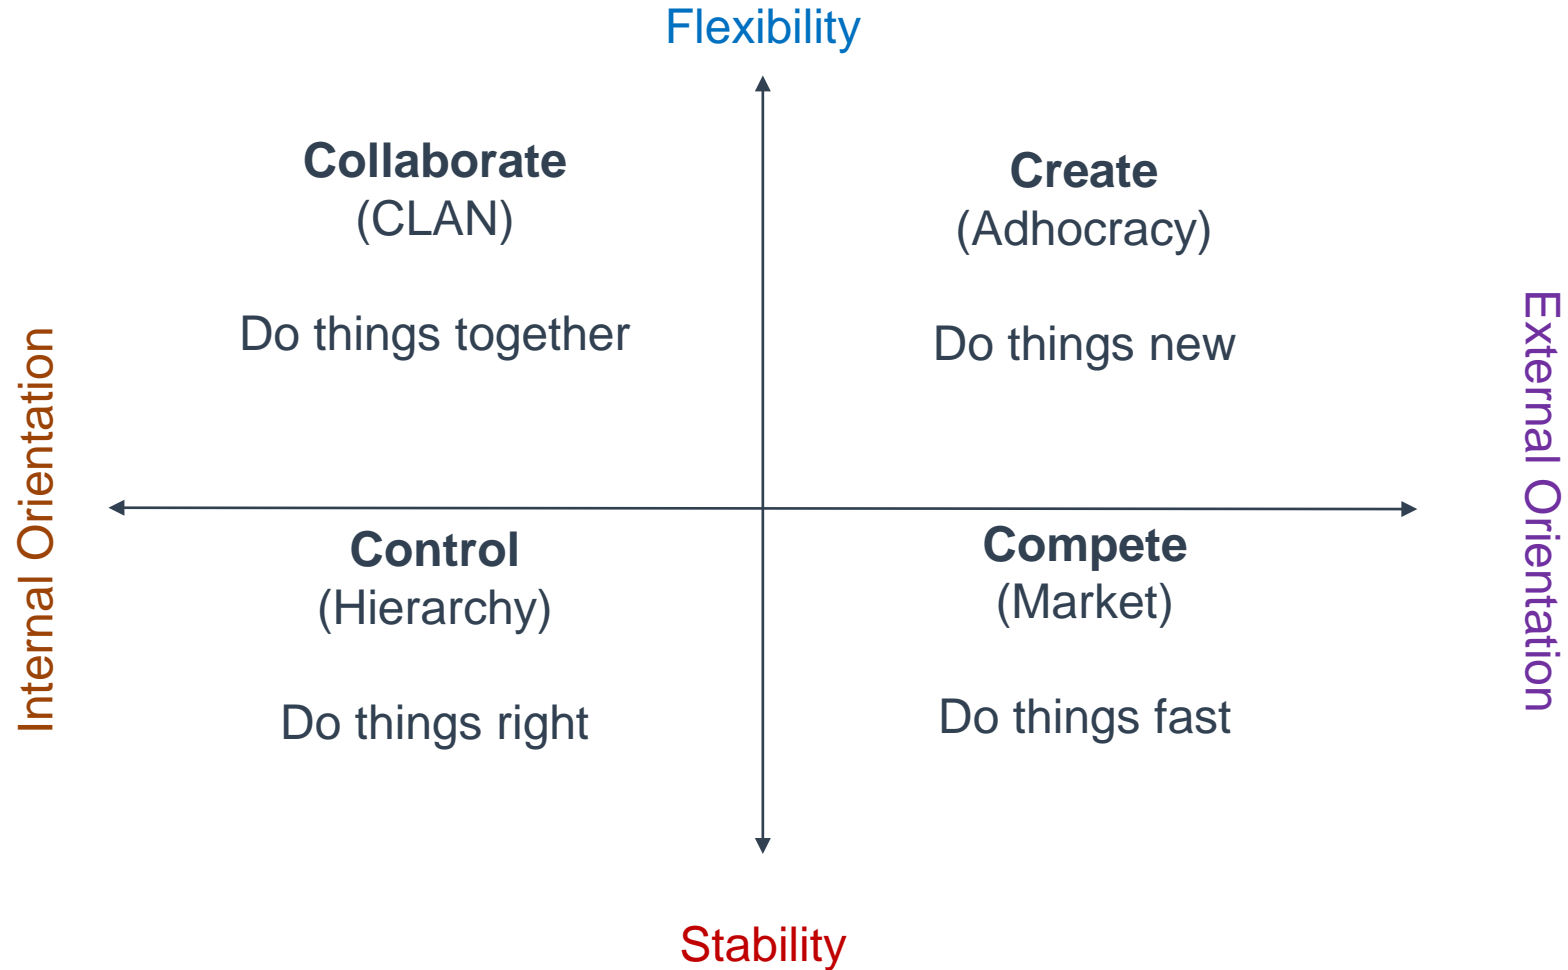 Flexibility
Collaborate
(CLAN)
Do things together
Create
(Adhocracy)
Do things new
Internal Orientation
External Orientation
Control
(Hierarchy)
Do things right
Compete
(Market)
Do things fast
Stability